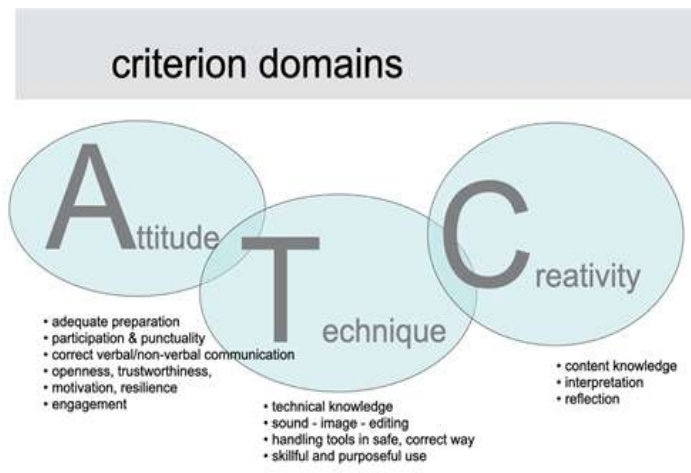 criterion domains
Attitude
Technique
Creativity
• adequate preparation
• participation & punctuality
• correct verbal/non-verbal communication
• openness, trustworthiness,
• motivation, resilience
• engagement
• technical knowledge
• sound - image - editing
• handling tools in safe, correct way
• skillful and purposeful use
• content knowledge
• interpretation
• reflection